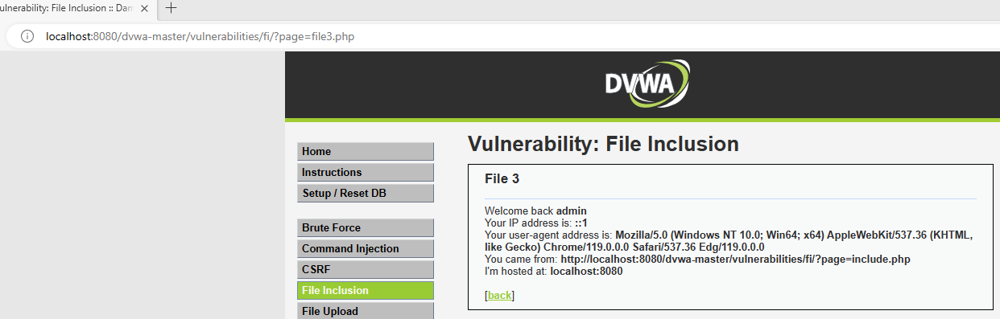 ulnerability: File Inclusion :: Dam
localhost:8080/dvwa-master/vulnerabilities/fi/?page=file3.php
DVWA
Home
Instructions
Setup / Reset DB
Brute Force
Command Injection
CSRF
File Inclusion
File Upload
Vulnerability: File Inclusion
File 3
Welcome back admin
Your IP address is: ::1
Your user-agent address is: Mozilla/5.0 (Windows NT 10.0; Win64; x64) AppleWebKit/537.36 (KHTML,
like Gecko) Chrome/119.0.0.0 Safari/537.36 Edg/119.0.0.0
You came from: http://localhost:8080/dvwa-master/vulnerabilities/fi/?page=include.php
I'm hosted at: localhost:8080
[back]